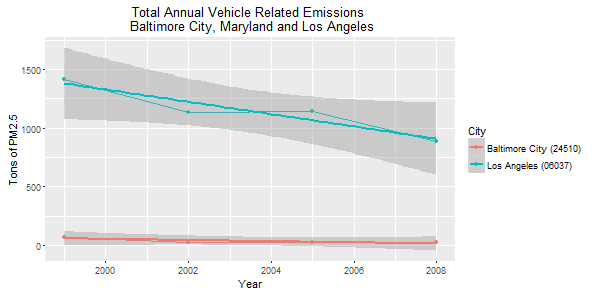 Total Annual Vehicle Related Emissions
Baltimore City, Maryland and Los Angeles
Tons of PM2.5
1500
1000
500
0
2000
2002
2004
2006
2008
Year
City
Baltimore City (24510)
Los Angeles (06037)